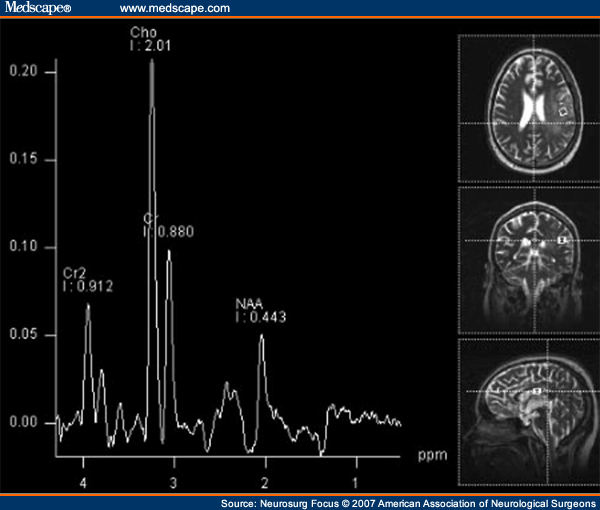 Medscape® www.medscape.com
Cho
I : 2.01
0.20
0.15
Cr
I : 0.880
0.10
Cr2
I : 0.912
NAA
I : 0.443
0.05
0.00
ppm
4 3 2 1
Source: Neurosurg Focus © 2007 American Association of Neurological Surgeons